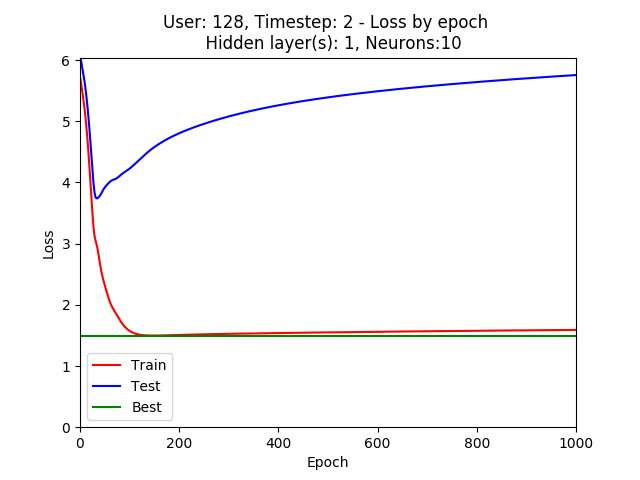 User: 128, Timestep: 2 - Loss by epoch
Hidden layer(s): 1, Neurons:10
6
5
4
3
2
1
0
Loss
Train
Test
Best
0 200 400 600 800 1000
Epoch